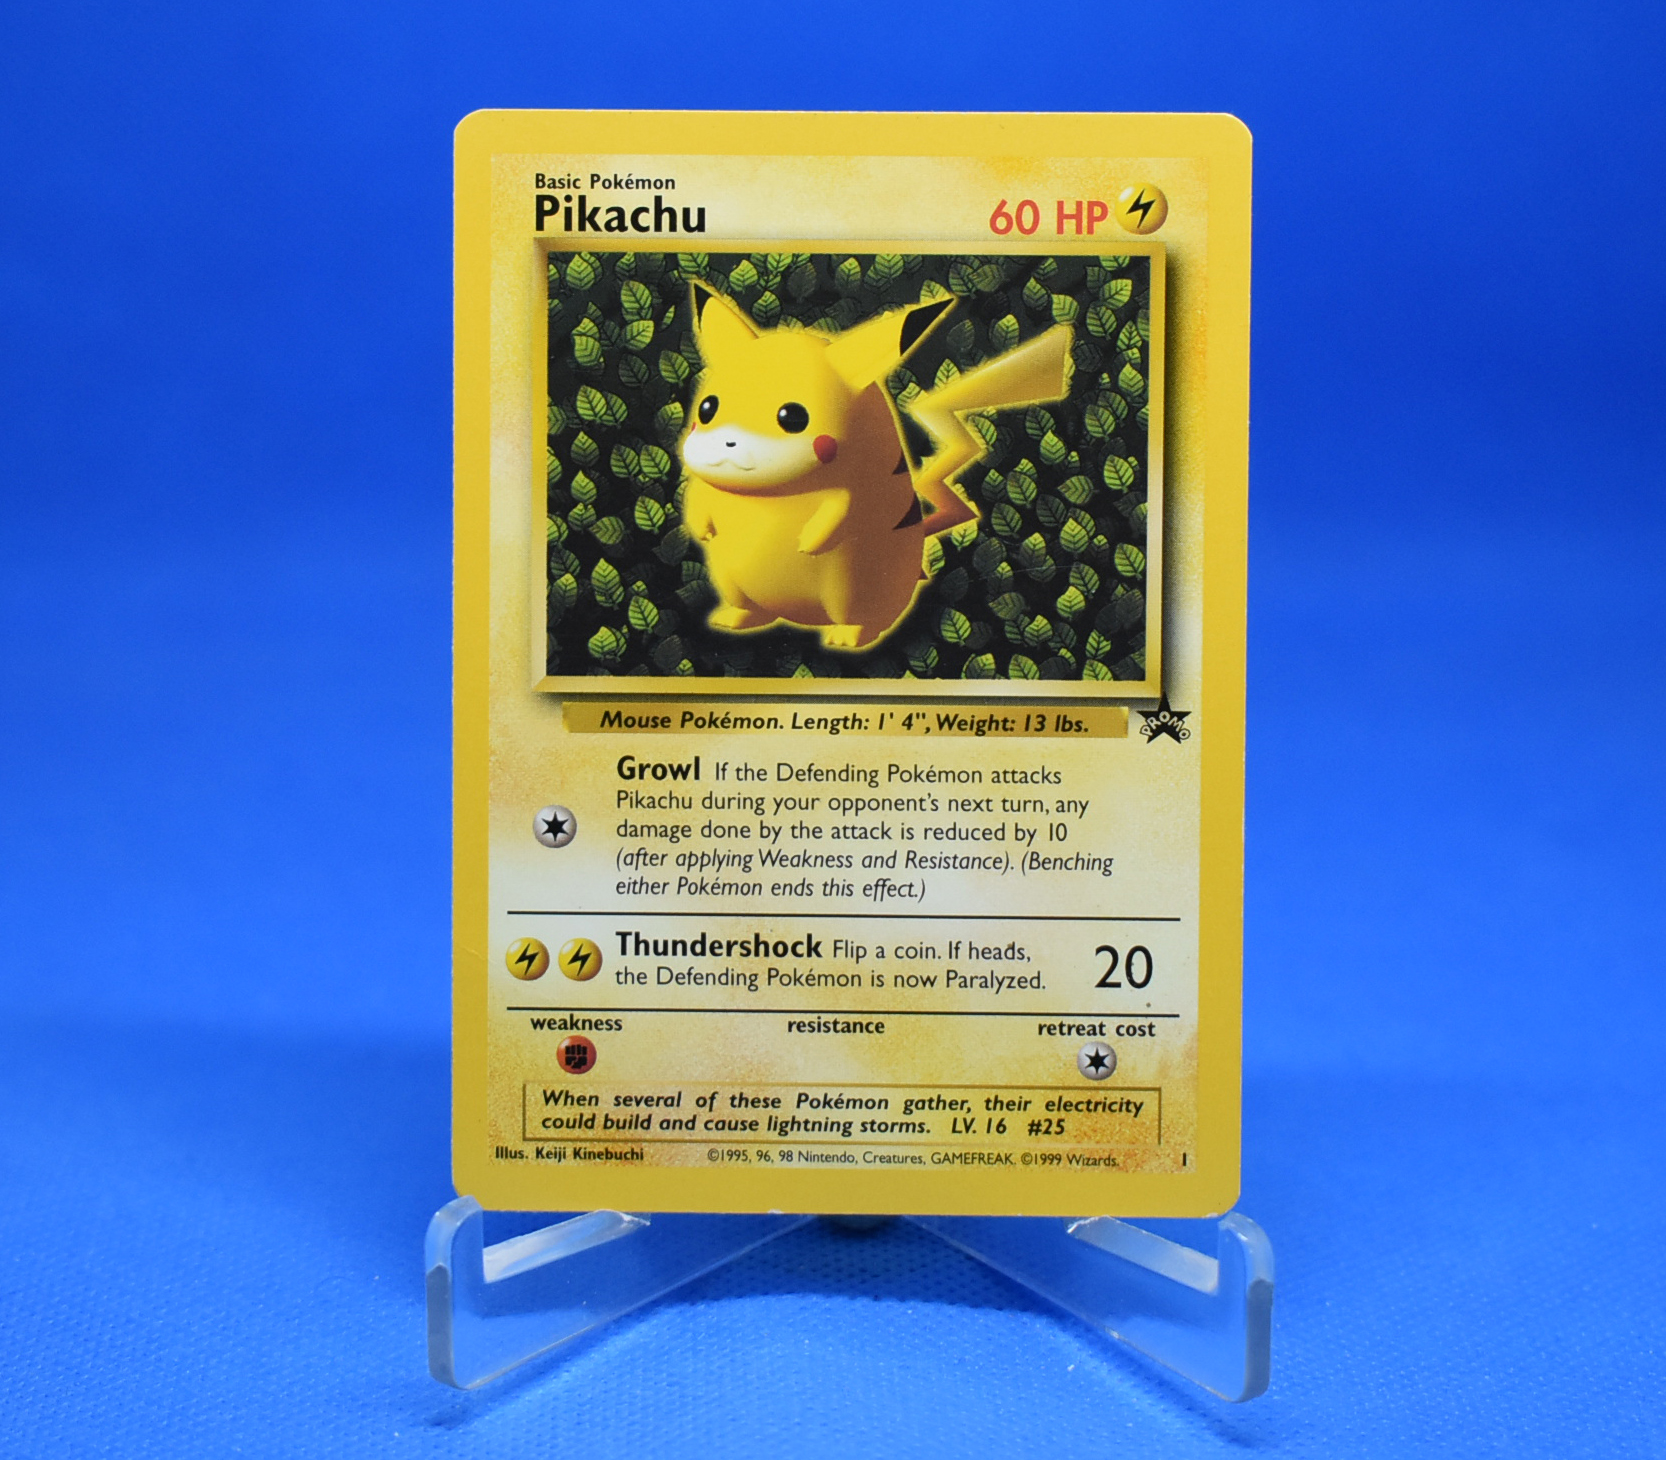 Basic Pokémon
Pikachu
60 HP
Mouse Pokémon. Length: 1' 4", Weight: 13 lbs.
PROMO
Growl If the Defending Pokémon attacks
Pikachu during your opponent's next turn, any
damage done by the attack is reduced by 10
(after applying Weakness and Resistance). (Benching
either Pokémon ends this effect.)
Thundershock Flip a coin. If heads,
the Defending Pokémon is now Paralyzed.
20
weakness
resistance
retreat cost
When several of these Pokémon gather, their electricity
could build and cause lightning storms. LV. 16 #25
Illus. Keiji Kinebuchi
©1995, 96, 98 Nintendo, Creatures, GAMEFREAK. ©1999 Wizards.
1